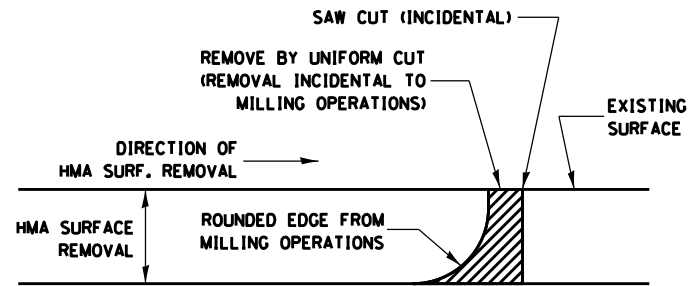 SAW CUT (INCIDENTAL)
REMOVE BY UNIFORM CUT
(REMOVAL INCIDENTAL TO
MILLING OPERATIONS)
EXISTING
SURFACE
DIRECTION OF
HMA SURF. REMOVAL
HMA SURFACE
REMOVAL
ROUNDED EDGE FROM
MILLING OPERATIONS